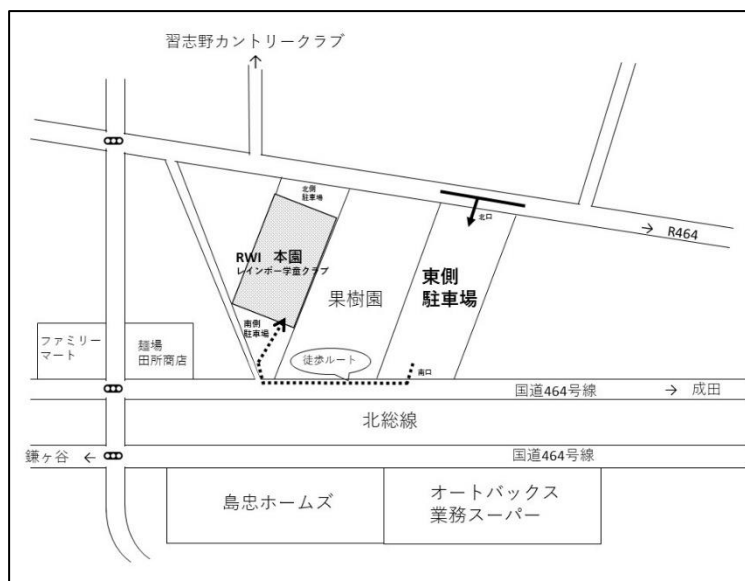 習志野カントリークラブ
北側
駐車場
北口
R464
RWI 本園
レインボー学童クラブ
果樹園
東側
駐車場
南側
駐車場
ファミリー
マート
麺場
田所商店
徒歩ルート
南口
国道464号線
成田
北総線
鎌ヶ谷
国道464号線
島忠ホームズ
オートバックス
業務スーパー